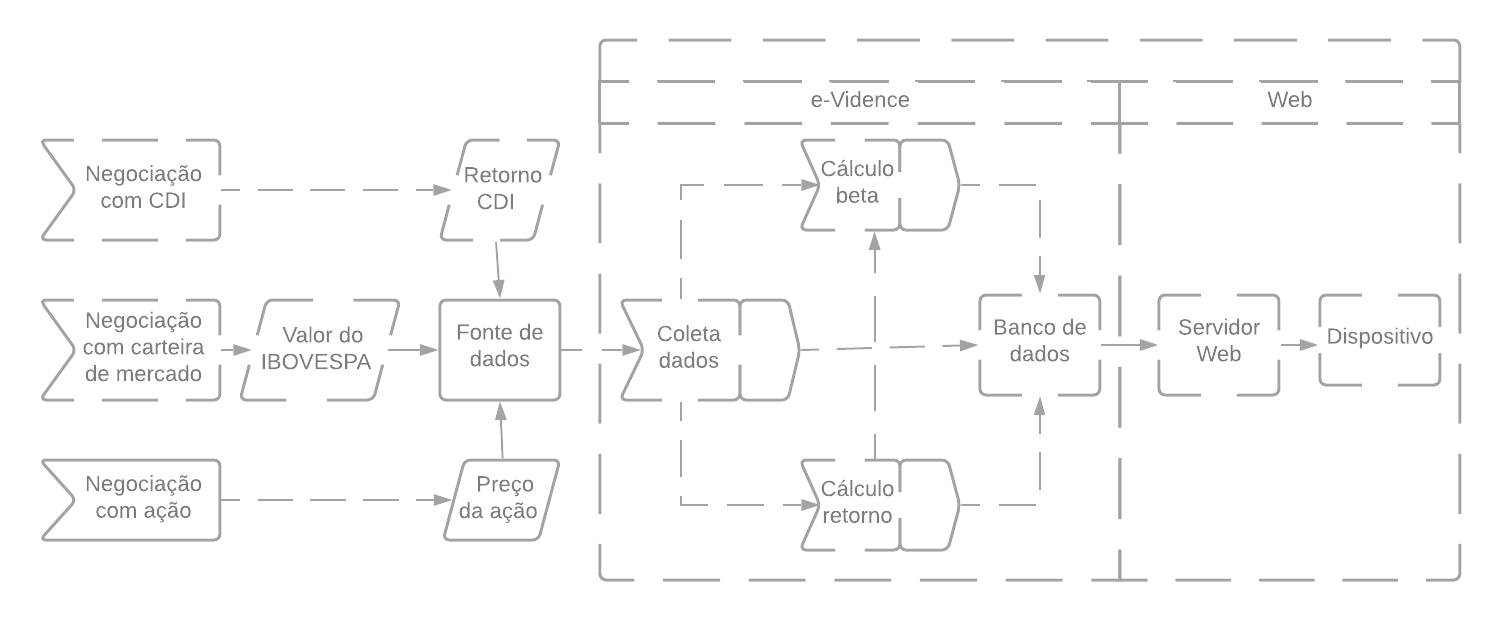 e-Vidence
Web
Negociação
com CDI
Retorno
CDI
Cálculo
beta
Negociação
com carteira
de mercado
Valor do
IBOVESPA
Fonte de
dados
Coleta
dados
Banco de
dados
Servidor
Web
Dispositivo
Negociação
com ação
Preço
da ação
Cálculo
retorno